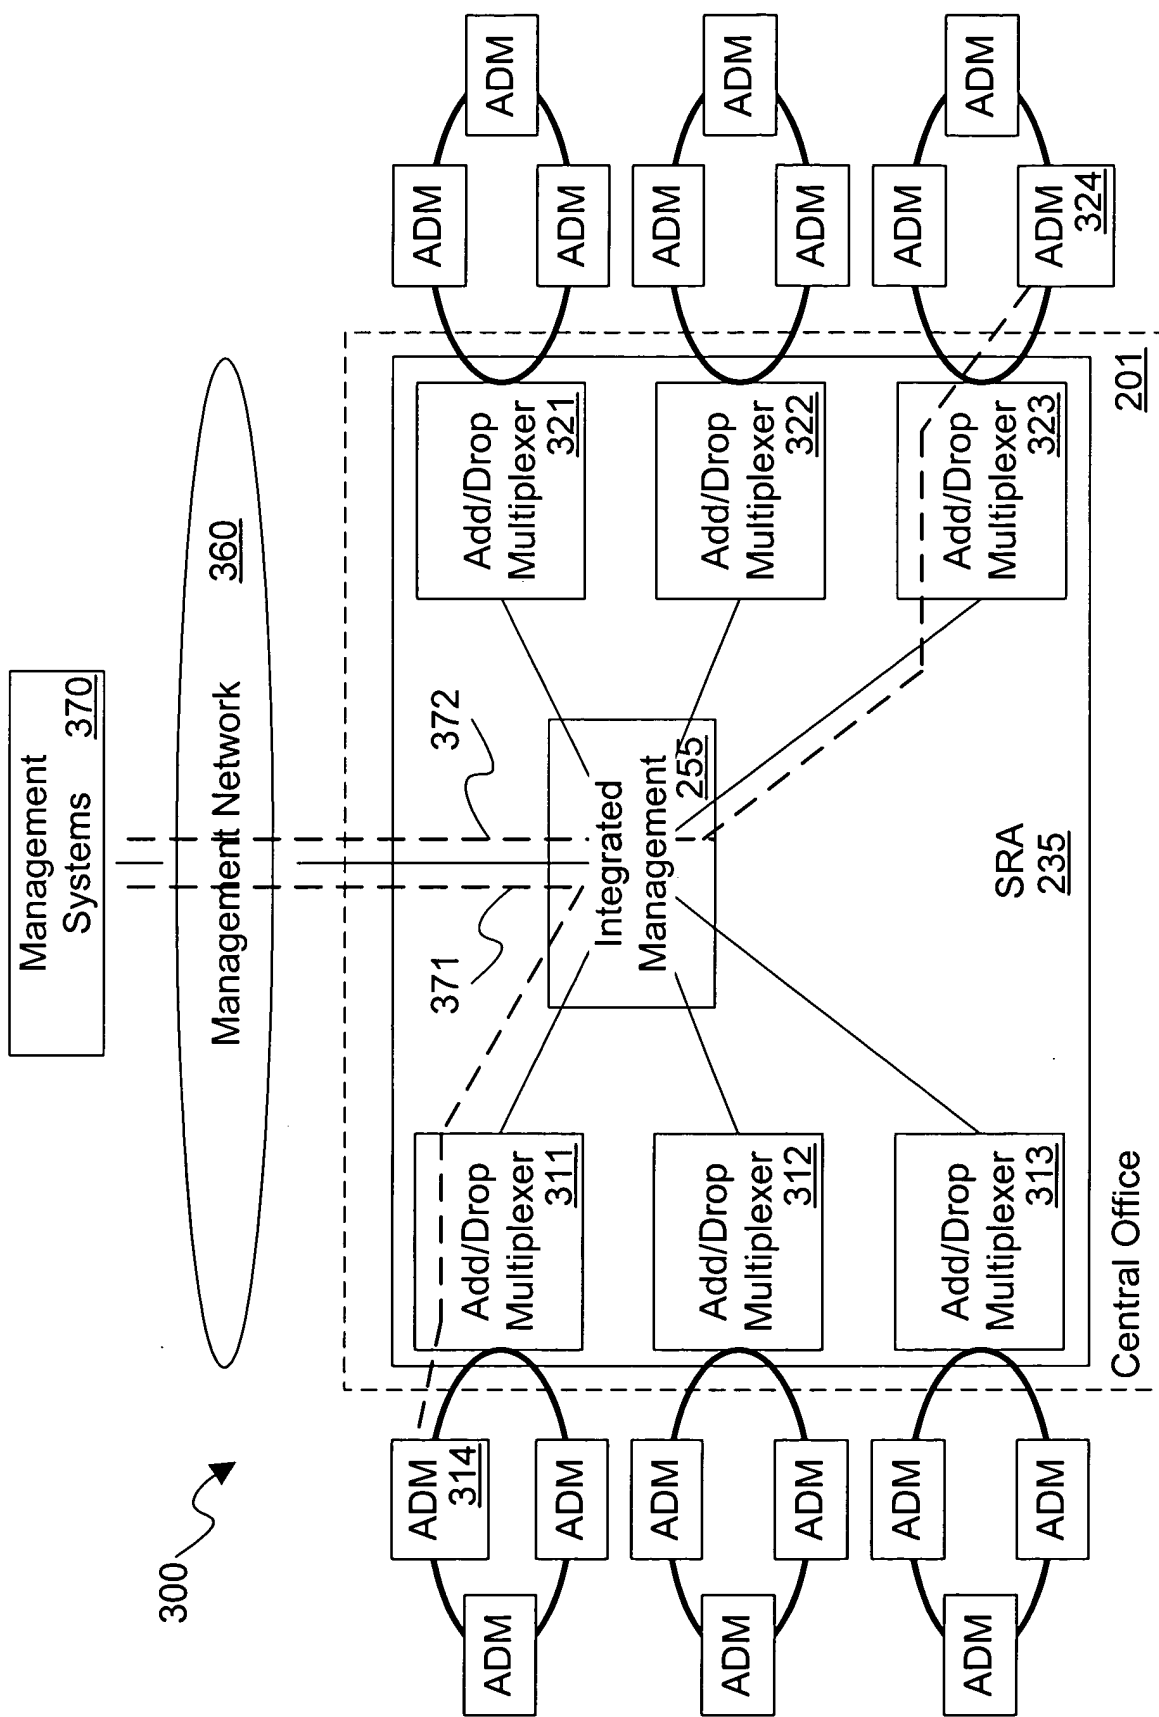 300
Management
Systems 370
Management Network 360
371
372
Integrated
Management
255
ADM
314
ADM
ADM
Add/Drop
Multiplexer
311
Add/Drop
Multiplexer
321
ADM
ADM
ADM
ADM
ADM
ADM
Add/Drop
Multiplexer
312
Add/Drop
Multiplexer
322
ADM
ADM
ADM
ADM
ADM
ADM
Add/Drop
Multiplexer
313
SRA
235
Add/Drop
Multiplexer
323
ADM
ADM
ADM
324
Central Office
201